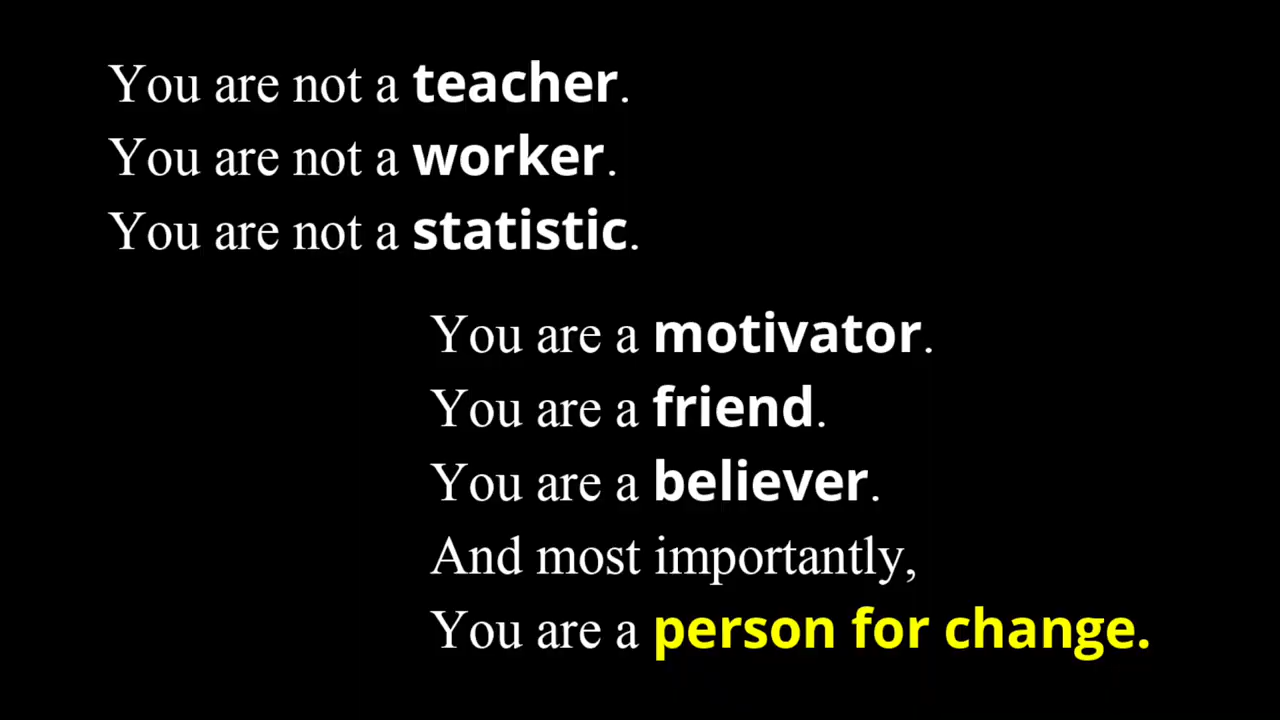 You are not a teacher.
You are not a worker.
You are not a statistic.
You are a motivator.
You are a friend.
You are a believer.
And most importantly,
You are a person for change.